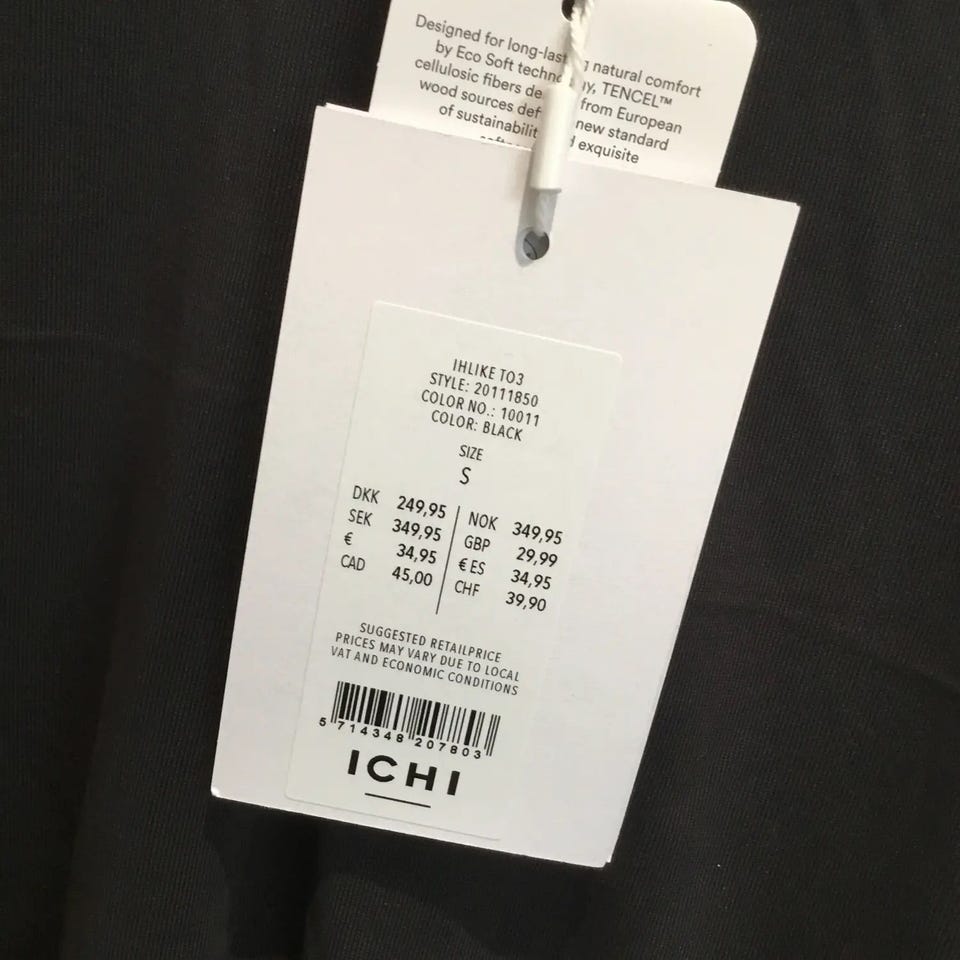 Designed for long-las g natural comfort
by Eco Soft techn y, TENCEL™
cellulosic fibers de from European
wood sources def new standard
of sustainabilit d exquisite
IHLIKE TO3
STYLE: 20111850
COLOR NO.: 10011
COLOR: BLACK
SIZE
S
DKK 249,95 NOK 349,95
SEK 349,95 GBP 29,99
€ 34,95 € ES 34,95
CAD 45,00 CHF 39,90
SUGGESTED RETAILPRICE
PRICES MAY VARY DUE TO LOCAL
VAT AND ECONOMIC CONDITIONS
5 714348 207803
ICHI